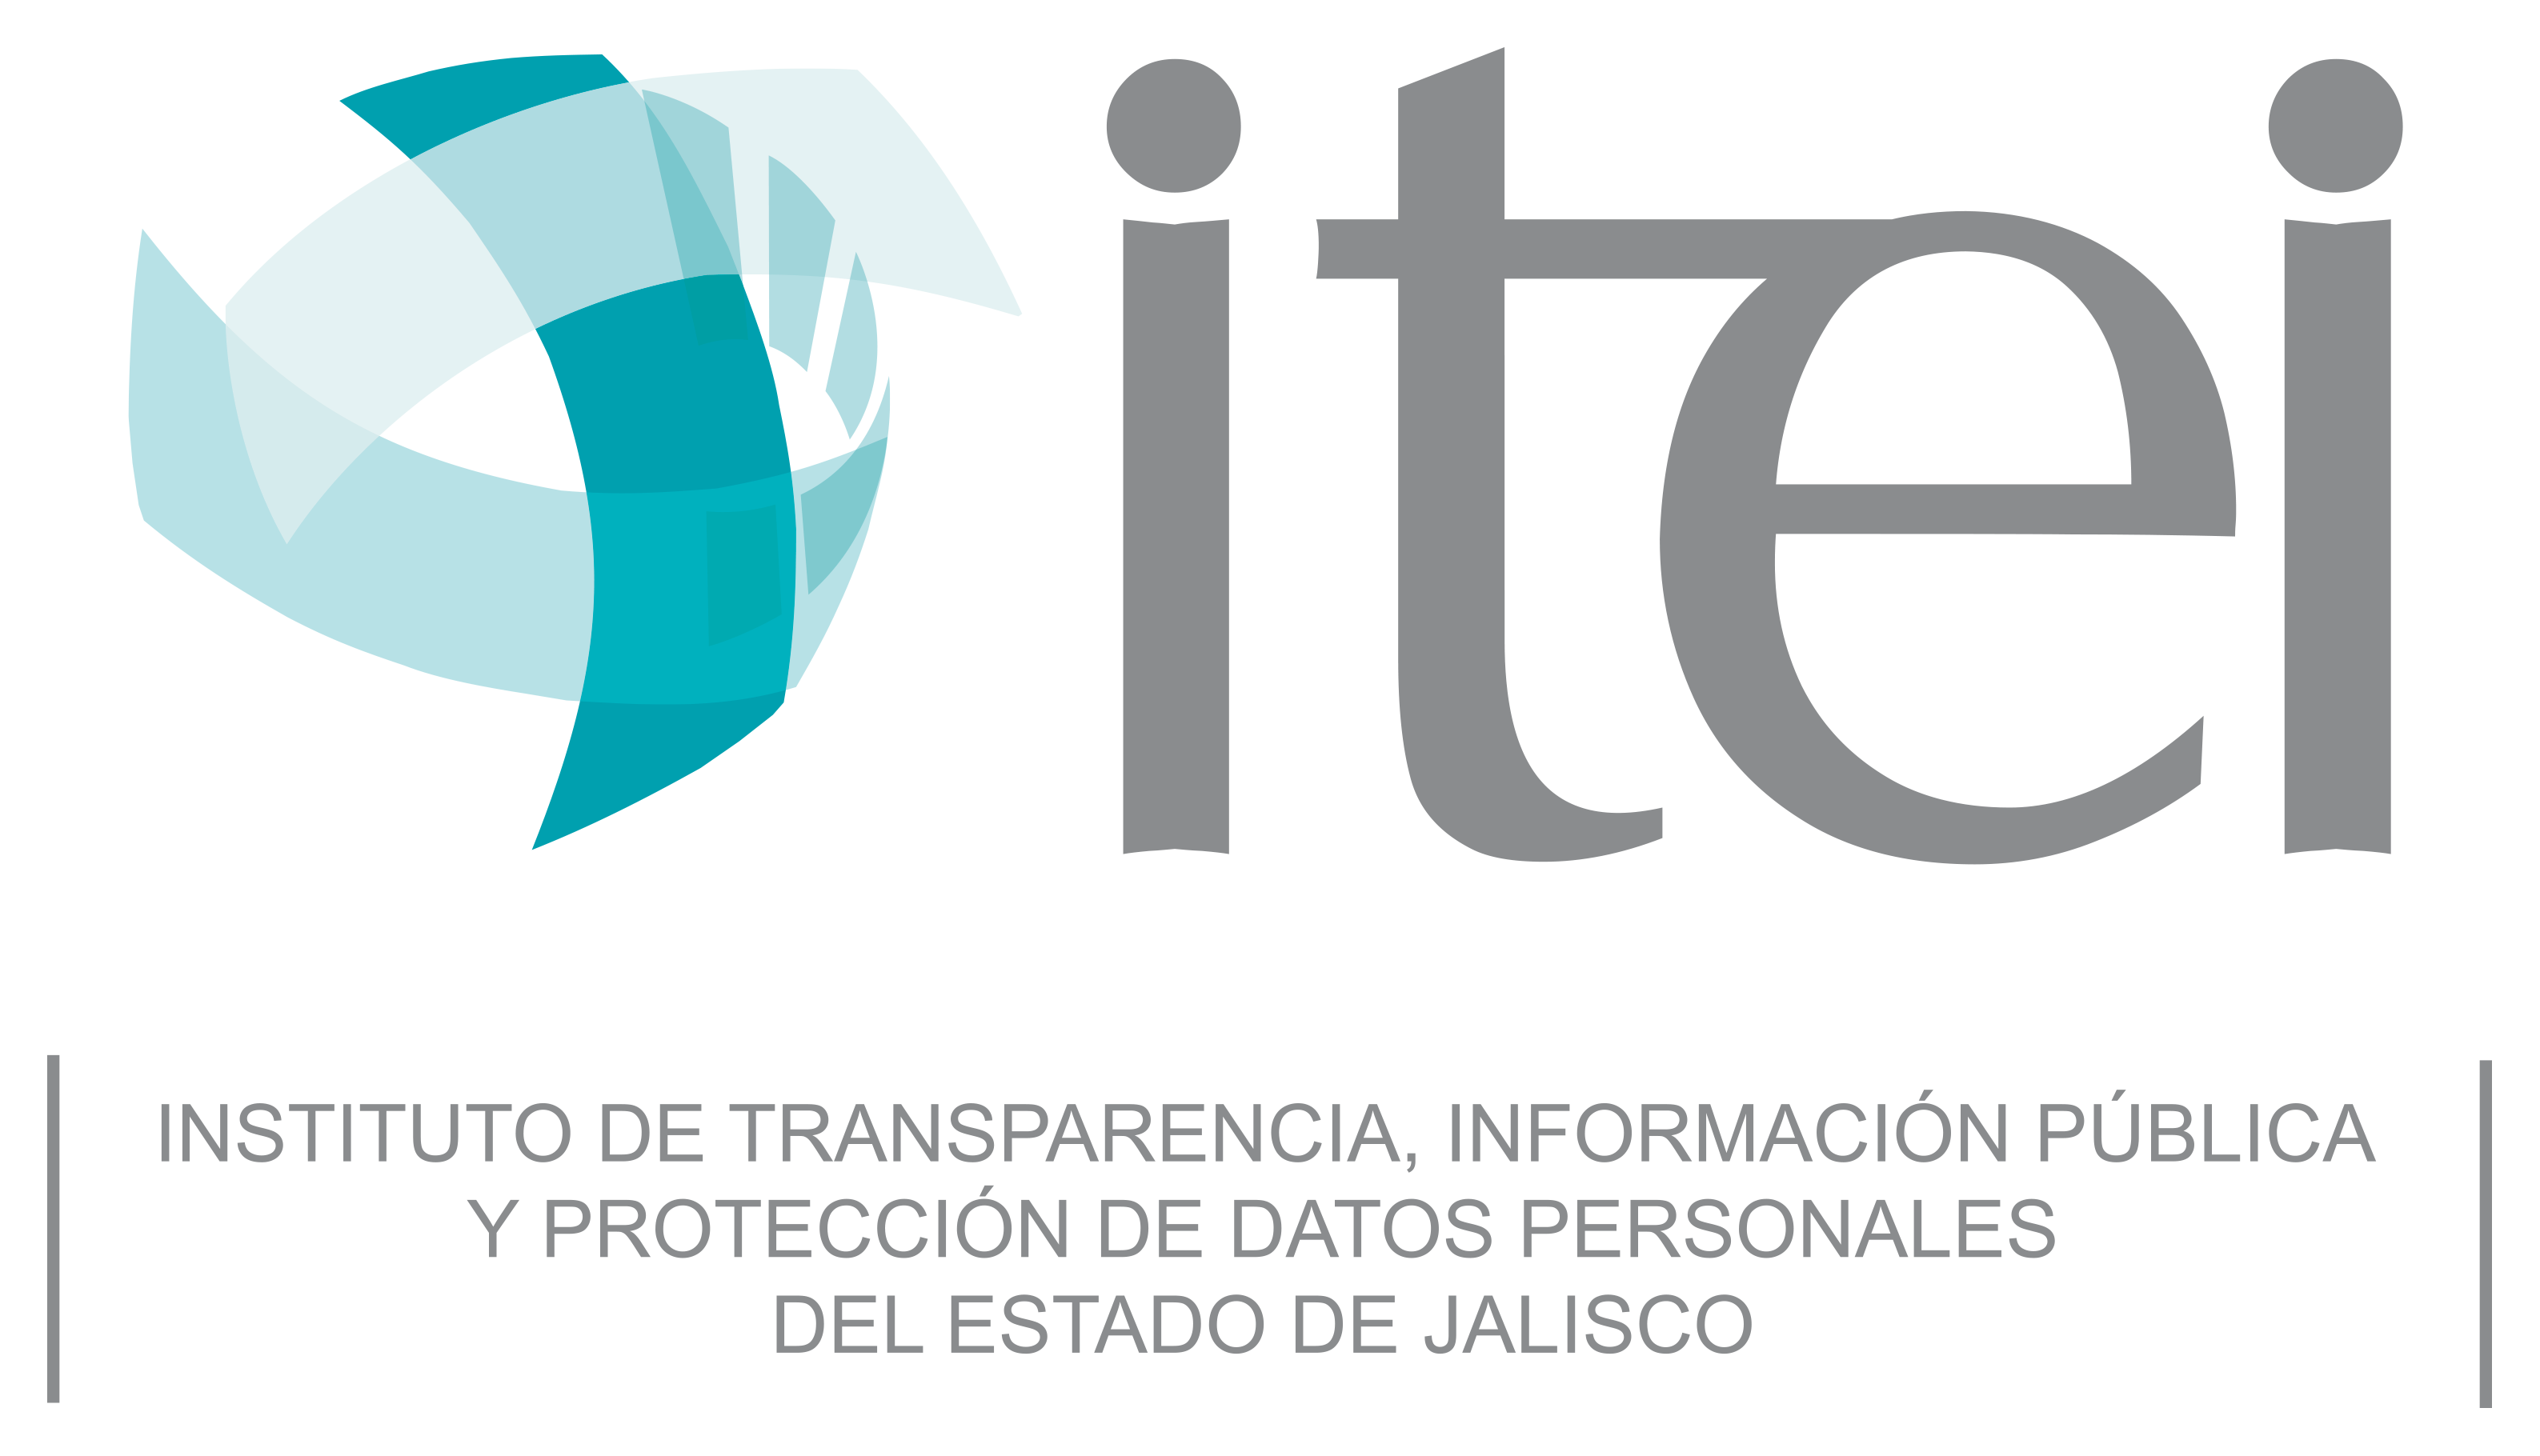 itei
INSTITUTO DE TRANSPARENCIA, INFORMACIÓN PÚBLICA
Y PROTECCIÓN DE DATOS PERSONALES
DEL ESTADO DE JALISCO